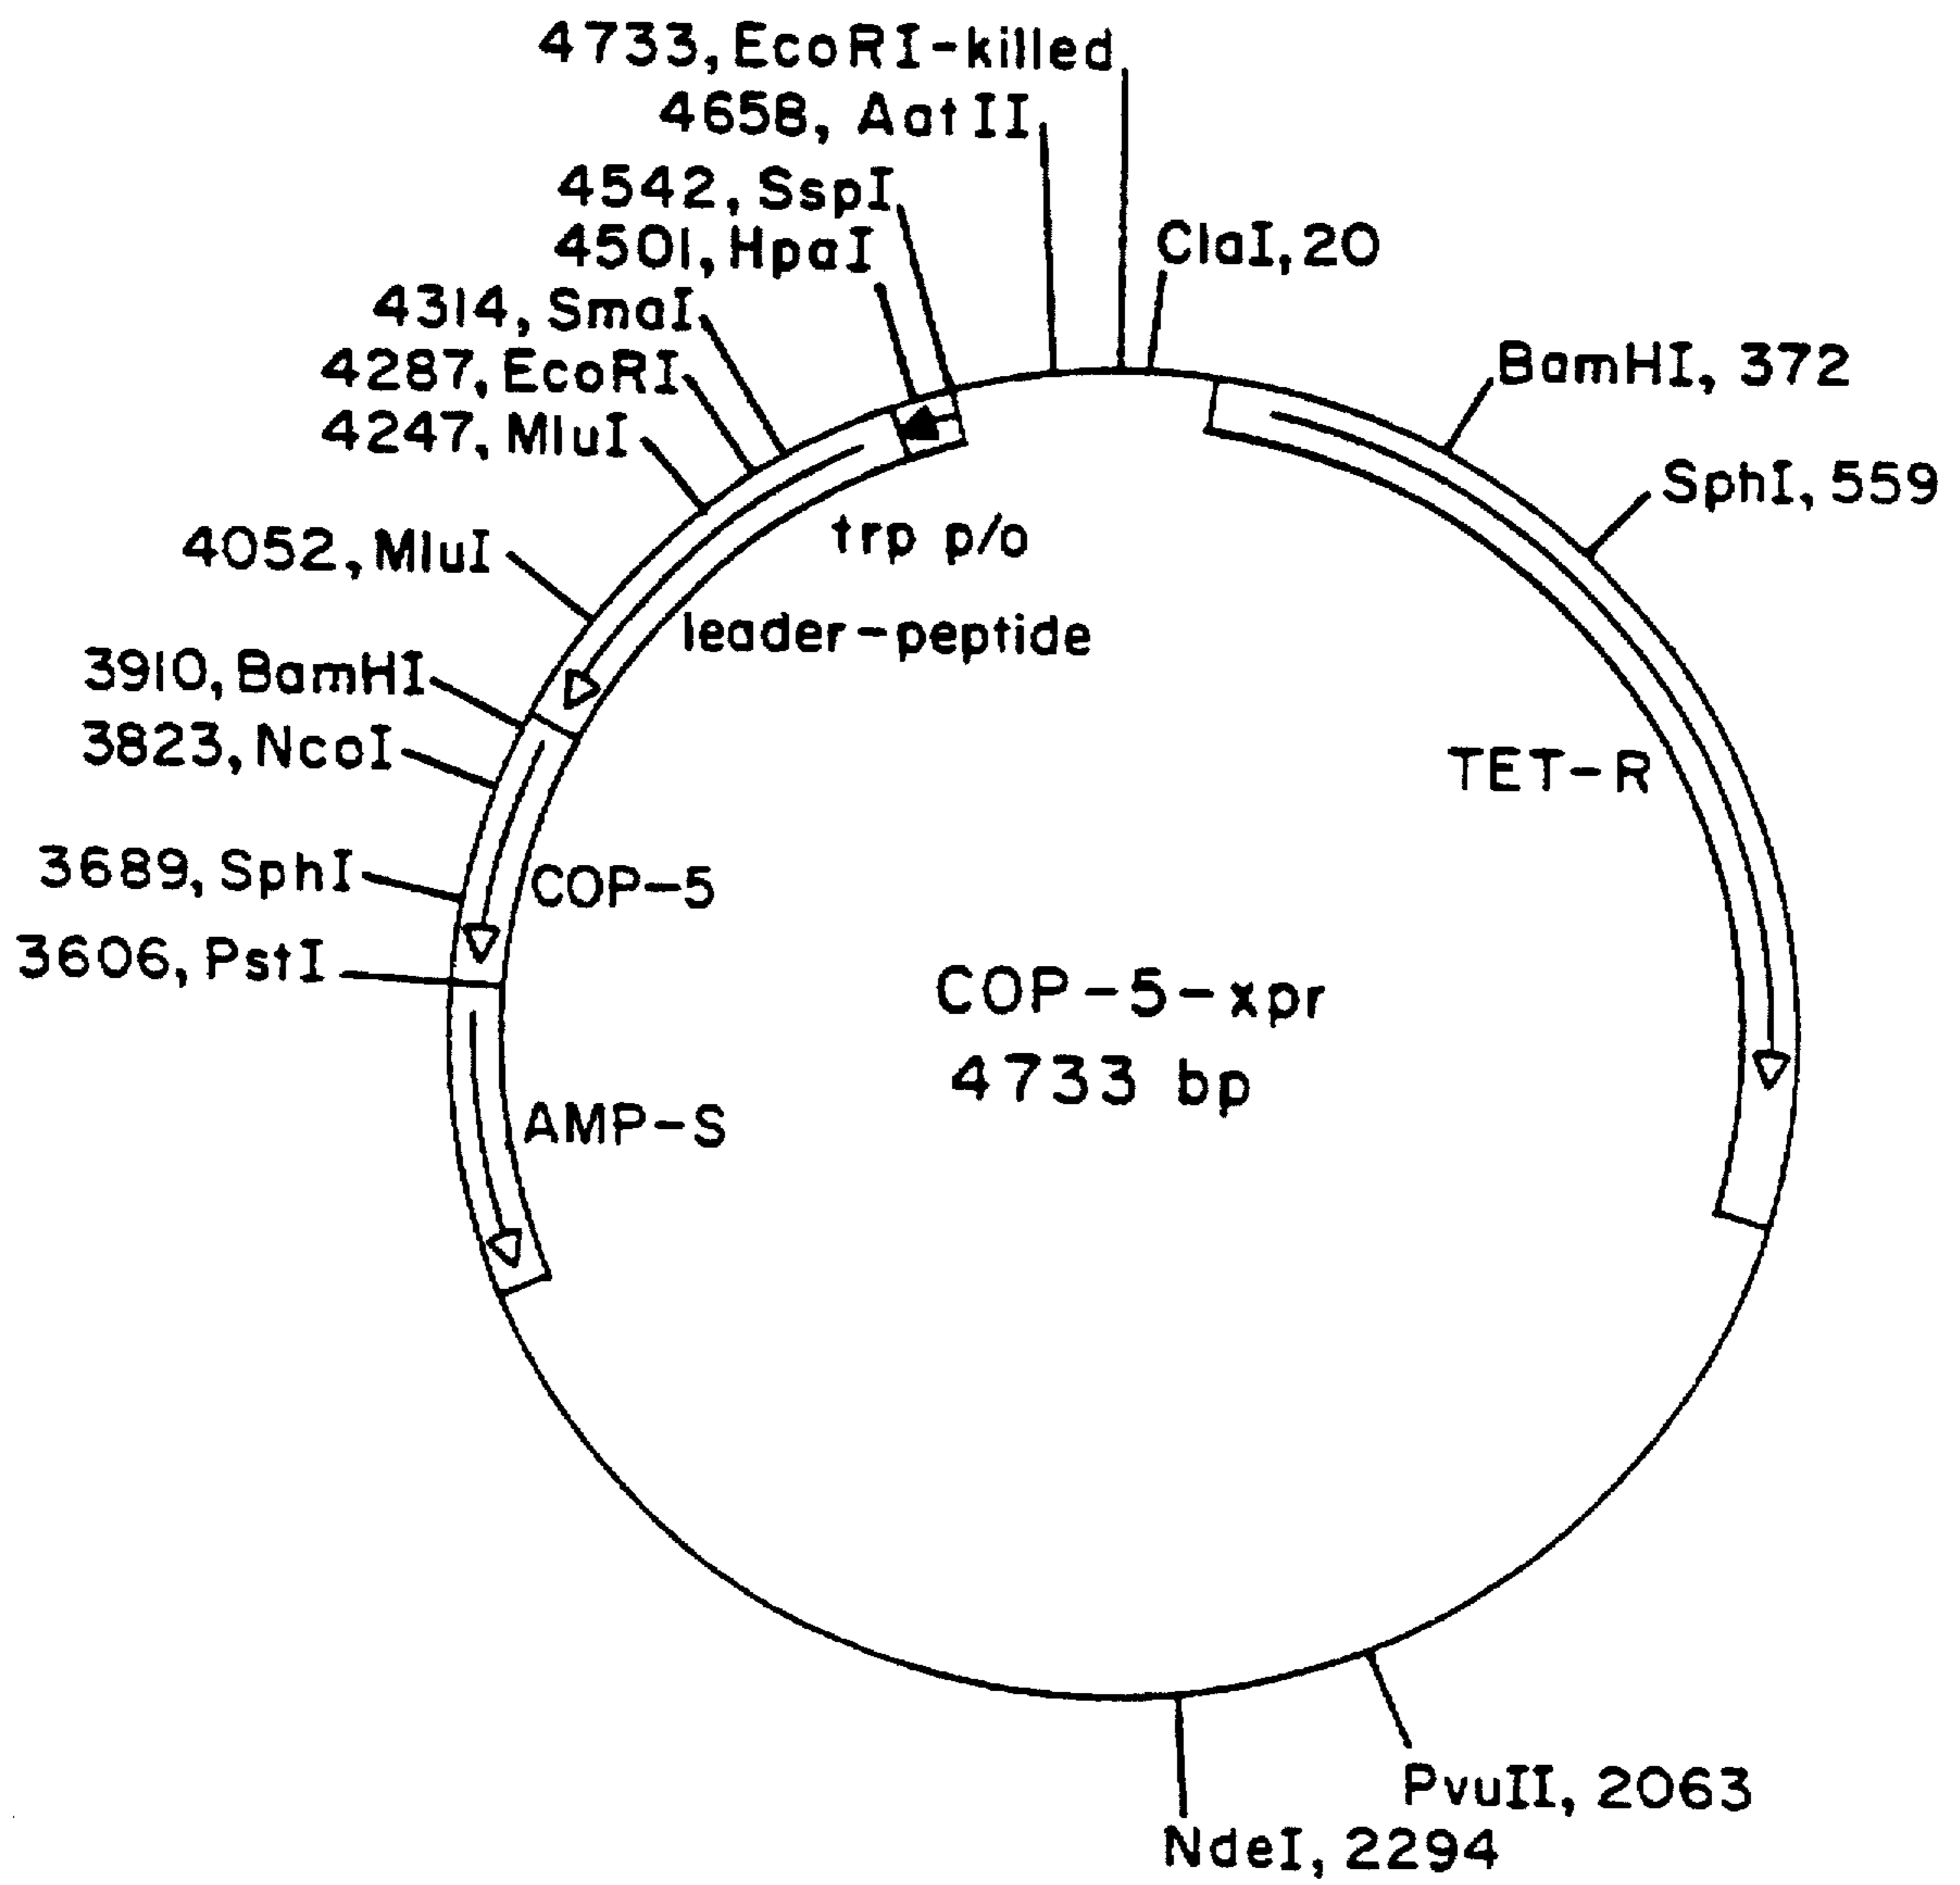 4733, EcoRI-killed
4658, AatII
4542, SspI
4501, HpaI
4314, SmaI
4287, EcoRI
4247, MluI
4052, MluI
3910, BamHI
3823, NcoI
3689, SphI
3606, PstI
ClaI, 20
BamHI, 372
SphI, 559
trp p/o
leader-peptide
TET-R
COP-5
COP-5-xpr
4733 bp
AMP-S
PvuII, 2063
NdeI, 2294